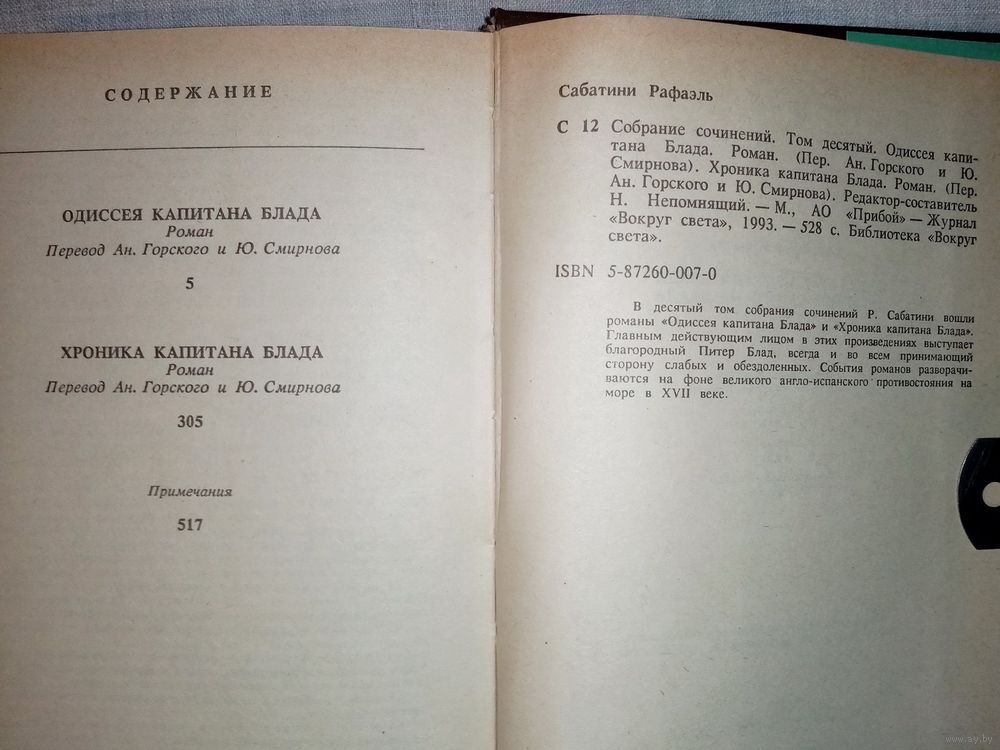 СОДЕРЖАНИЕ
ОДИССЕЯ КАПИТАНА БЛАДА
Роман
Перевод Ан. Горского и Ю. Смирнова
5
ХРОНИКА КАПИТАНА БЛАДА
Роман
Перевод Ан. Горского и Ю. Смирнова
305
Примечания
517
Сабатини Рафаэль
С 12 Собрание сочинений. Том десятый. Одиссея капи-
тана Блада. Роман. (Пер. Ан. Горского и Ю.
Смирнова). Хроника капитана Блада. Роман. (Пер.
Ан. Горского и Ю. Смирнова). Редактор-составитель
Н. Непомнящий. — М., АО «Прибой» — Журнал
«Вокруг света», 1993. — 528 с. Библиотека «Вокруг
света».
ISBN 5-87260-007-0
В десятый том собрания сочинений Р. Сабатини вошли
романы «Одиссея капитана Блада» и «Хроника капитана Блада».
Главным действующим лицом в этих произведениях выступает
благородный Питер Блад, всегда и во всем принимающий
сторону слабых и обездоленных. События романов разворачи-
ваются на фоне великого англо-испанского противостояния на
море в XVII веке.
www.ay.by